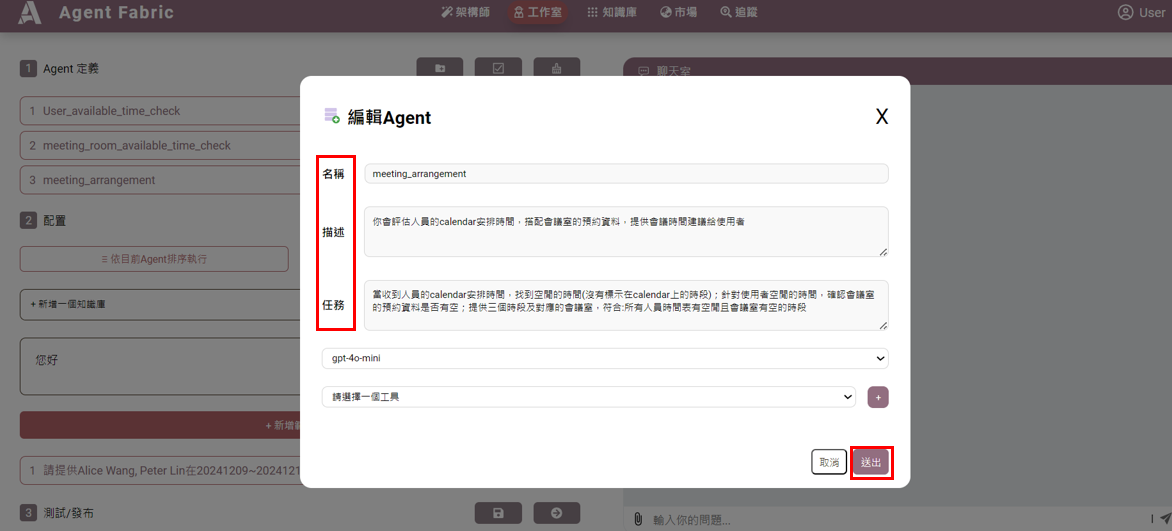 Agent Fabric
架構師
工作室
知識庫
市場
追蹤
User
1 Agent 定義
聊天室
1 User_available_time_check
2 meeting_room_available_time_check
3 meeting_arrangement
2 配置
依目前Agent排序執行
+ 新增一個知識庫
您好
+ 新增
1 請提供Alice Wang, Peter Lin在20241209~202412
3 測試/發布
輸入你的問題...
編輯Agent
X
名稱
meeting_arrangement
描述
你會評估人員的calendar安排時間，搭配會議室的預約資料，提供會議時間建議給使用者
任務
當收到人員的calendar安排時間，找到空閒的時間(沒有標示在calendar上的時段)；針對使用者空閒的時間，確認會議室
的預約資料是否有空；提供三個時段及對應的會議室，符合:所有人員時間表有空閒且會議室有空的時段
gpt-4o-mini
請選擇一個工具
+
取消
送出